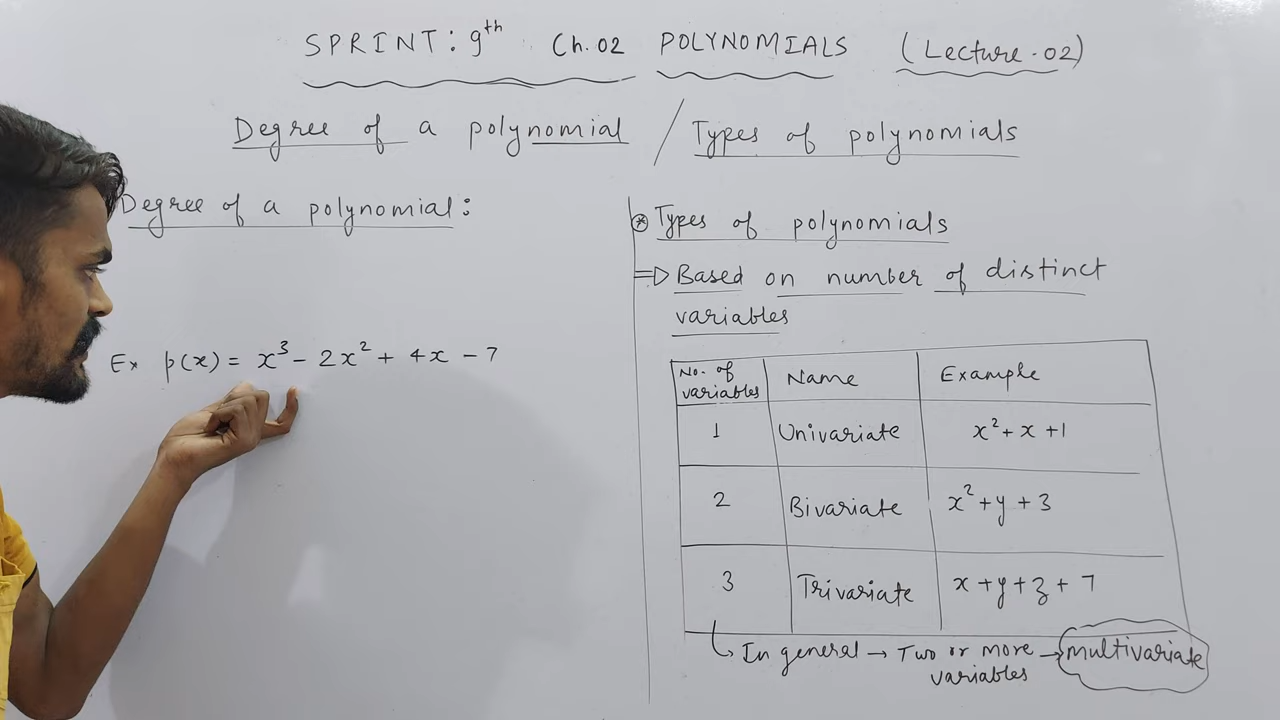 SPRINT: 9th Ch. 02 POLYNOMIALS (Lecture - 02)
Degree of a polynomial / Types of polynomials
Degree of a polynomial:
Ex p(x) = x³ - 2x² + 4x - 7
⊛ Types of polynomials
⇒ Based on number of distinct
variables
No. of variables Name Example
1 Univariate x² + x + 1
2 Bivariate x² + y + 3
3 Trivariate x + y + z + 7
↳ In general → Two or more → multivariate
variables